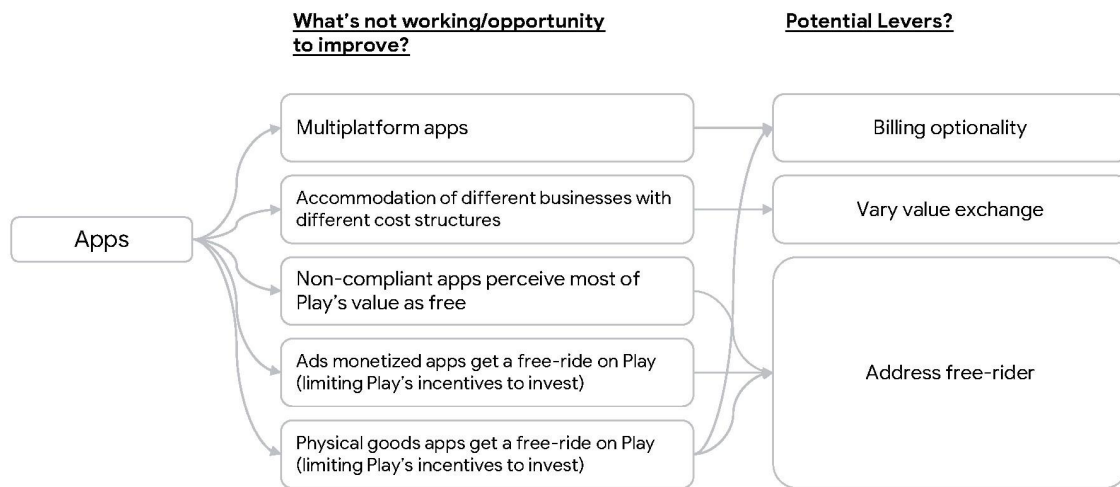 What's not working/opportunity
to improve?
Potential Levers?
Apps
Multiplatform apps
Billing optionality
Accommodation of different businesses with
different cost structures
Vary value exchange
Non-compliant apps perceive most of
Play's value as free
Ads monetized apps get a free-ride on Play
(limiting Play's incentives to invest)
Address free-rider
Physical goods apps get a free-ride on Play
(limiting Play's incentives to invest)